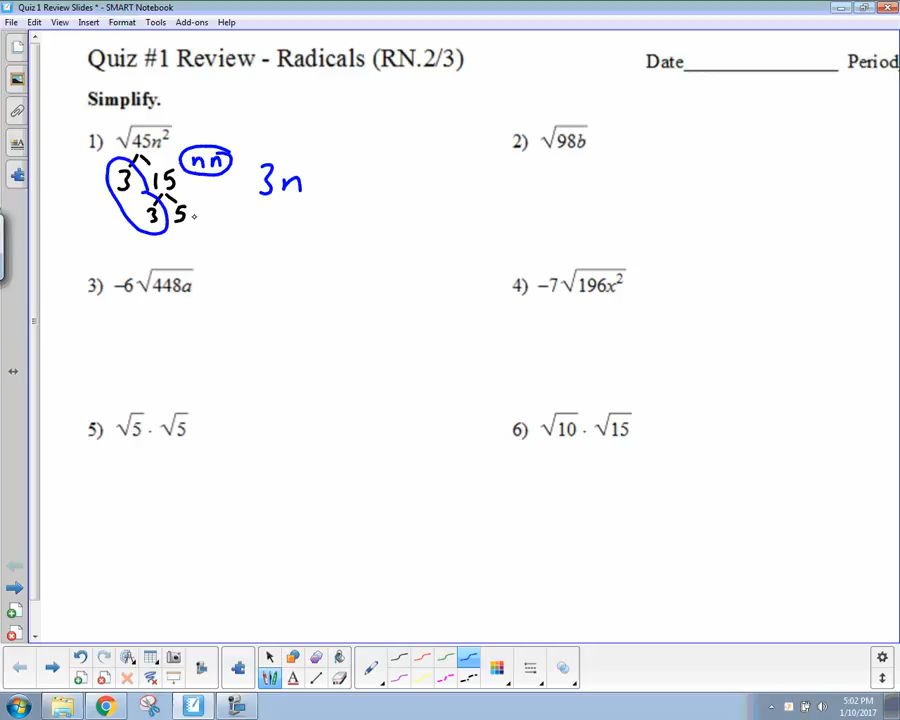 Quiz 1 Review Slides * - SMART Notebook
File Edit View Insert Format Tools Add-ons Help
Quiz #1 Review - Radicals (RN.2/3)
Date________________ Period
Simplify.
1) √45n²
2) √98b
n n
3 15
3n
3 5
3) −6√448a
4) −7√196x²
5) √5 · √5
6) √10 · √15
5:02 PM
1/10/2017